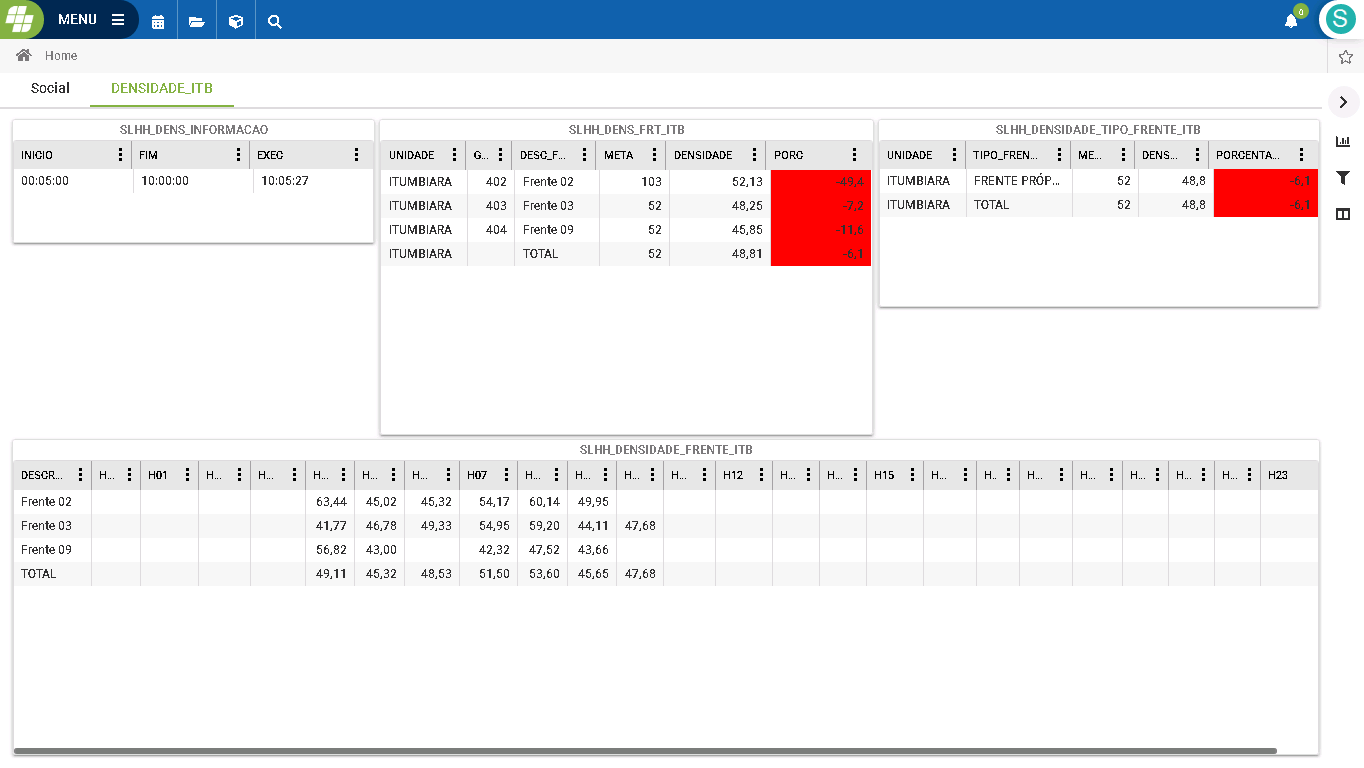 MENU
0
S
Home
Social DENSIDADE_ITB
SLHH_DENS_INFORMACAO
INICIO FIM EXEC
00:05:00 10:00:00 10:05:27
SLHH_DENS_FRT_ITB
UNIDADE G... DESC_F... META DENSIDADE PORC
ITUMBIARA 402 Frente 02 103 52,13 -49,4
ITUMBIARA 403 Frente 03 52 48,25 -7,2
ITUMBIARA 404 Frente 09 52 45,85 -11,6
ITUMBIARA TOTAL 52 48,81 -6,1
SLHH_DENSIDADE_TIPO_FRENTE_ITB
UNIDADE TIPO_FREN... ME... DENS... PORCENTA...
ITUMBIARA FRENTE PRÓP... 52 48,8 -6,1
ITUMBIARA TOTAL 52 48,8 -6,1
SLHH_DENSIDADE_FRENTE_ITB
DESCR... H... H01 H... H... H... H... H... H07 H... H... H... H... H12 H... H... H15 H... H... H... H... H... H... H... H23
Frente 02 63,44 45,02 45,32 54,17 60,14 49,95
Frente 03 41,77 46,78 49,33 54,95 59,20 44,11 47,68
Frente 09 56,82 43,00 42,32 47,52 43,66
TOTAL 49,11 45,32 48,53 51,50 53,60 45,65 47,68